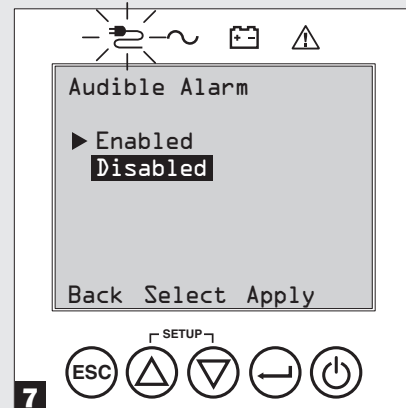 Audible Alarm
▶ Enabled
Disabled
Back Select Apply
SETUP
ESC
7